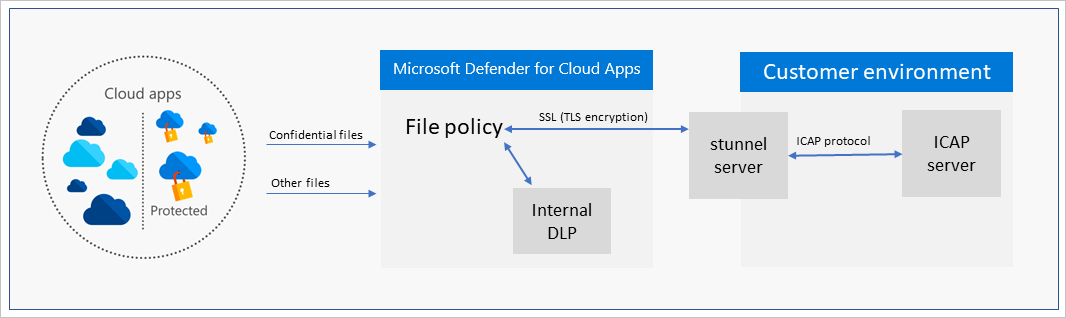 Cloud apps
Protected
Confidential files
Other files
Microsoft Defender for Cloud Apps
File policy
Internal
DLP
SSL (TLS encryption)
Customer environment
stunnel
server
ICAP protocol
ICAP
server